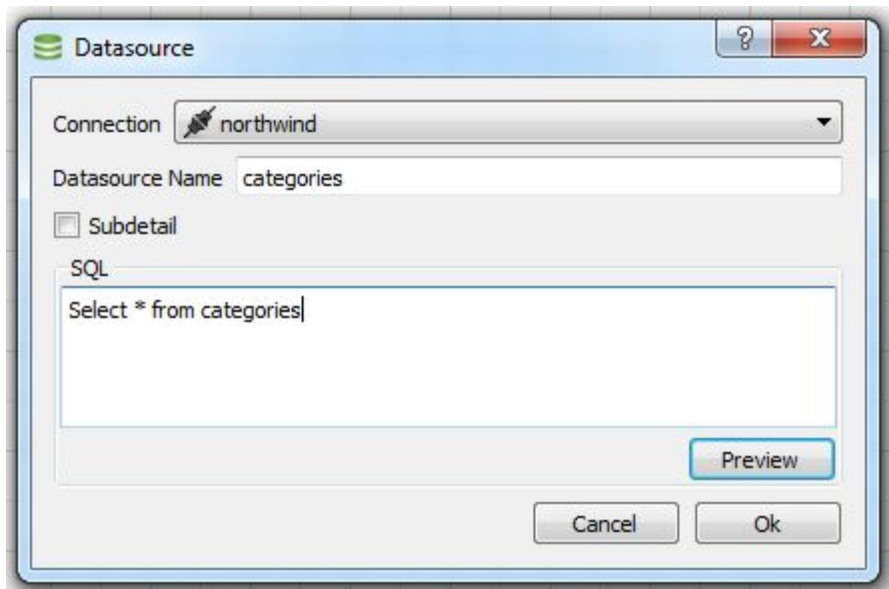 Datasource
Connection northwind
Datasource Name categories
Subdetail
SQL
Select * from categories
Preview
Cancel Ok